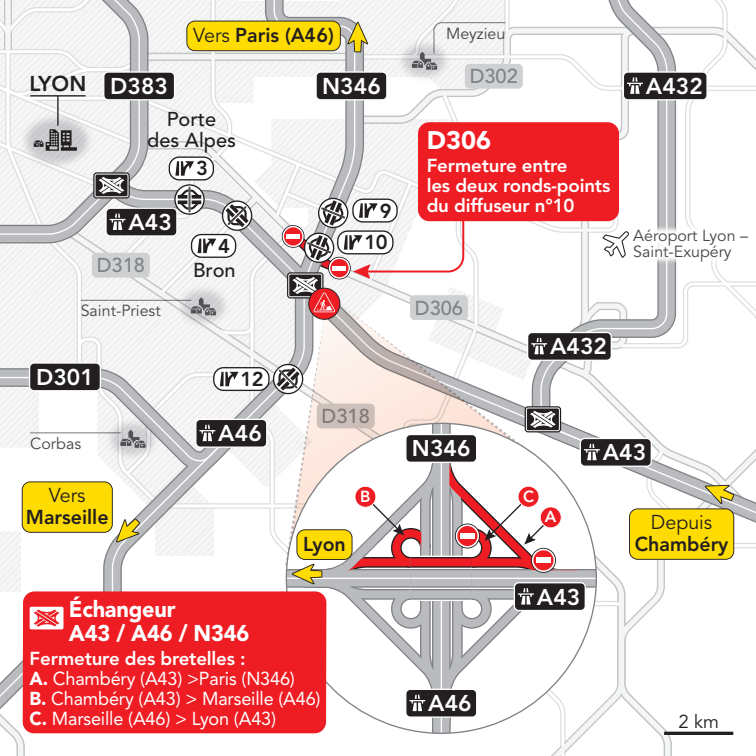 Vers Paris (A46)
Meyzieu
D302
LYON
D383
N346
A432
Porte
des Alpes
3
D306
Fermeture entre
les deux ronds-points
du diffuseur n°10
9
A43
4
Bron
10
Aéroport Lyon –
Saint-Exupéry
D318
Saint-Priest
D306
A432
D301
12
D318
A46
Corbas
N346
A43
Vers
Marseille
B
C
A
Depuis
Chambéry
Lyon
A43
A46
Échangeur
A43 / A46 / N346
Fermeture des bretelles :
A. Chambéry (A43) >Paris (N346)
B. Chambéry (A43) > Marseille (A46)
C. Marseille (A46) > Lyon (A43)
2 km